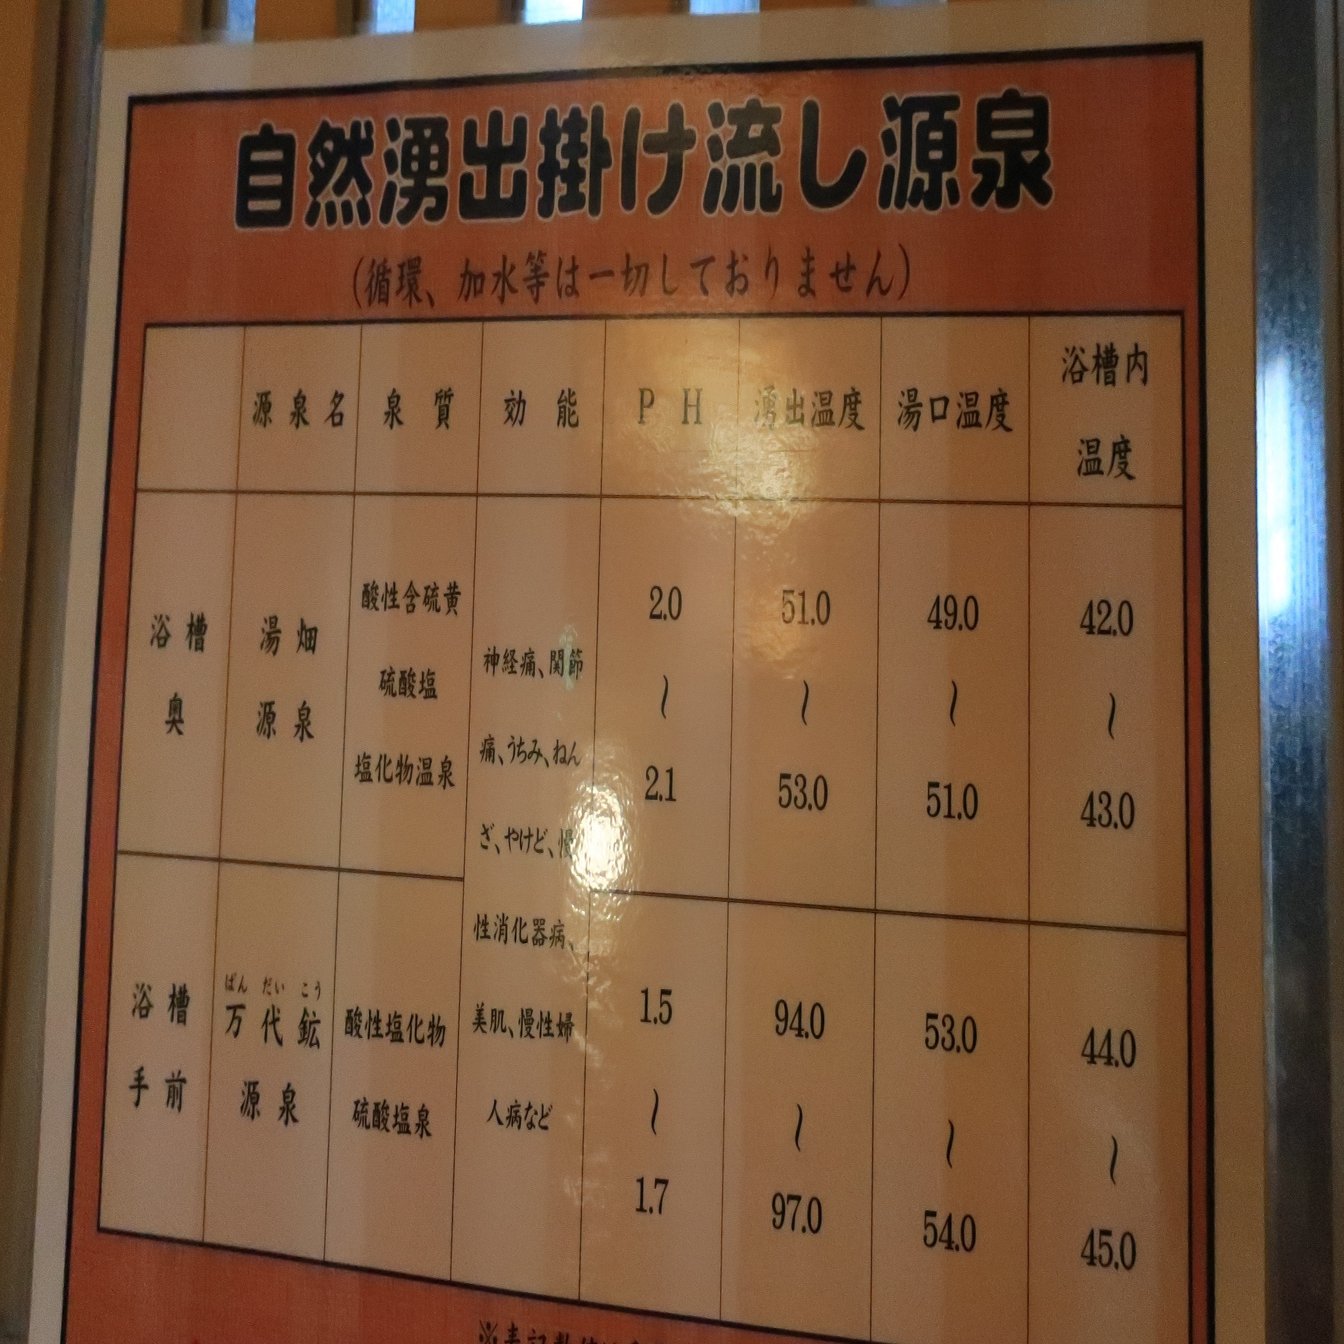 自然湧出掛け流し源泉
(循環、加水等は一切しておりません)
源泉名 泉質 効能 PH 湧出温度 湯口温度 浴槽内温度
浴槽奥
湯畑源泉
酸性含硫黄
硫酸塩
塩化物温泉
神経痛、関節
痛、うちみ、ねん
ざ、やけど、慢
性消化器病、
美肌、慢性婦
人病など
2.0 ~ 2.1
51.0 ~ 53.0
49.0 ~ 51.0
42.0 ~ 43.0
浴槽手前
ばん だい こう
万代鉱
源泉
酸性塩化物
硫酸塩泉
1.5 ~ 1.7
94.0 ~ 97.0
53.0 ~ 54.0
44.0 ~ 45.0